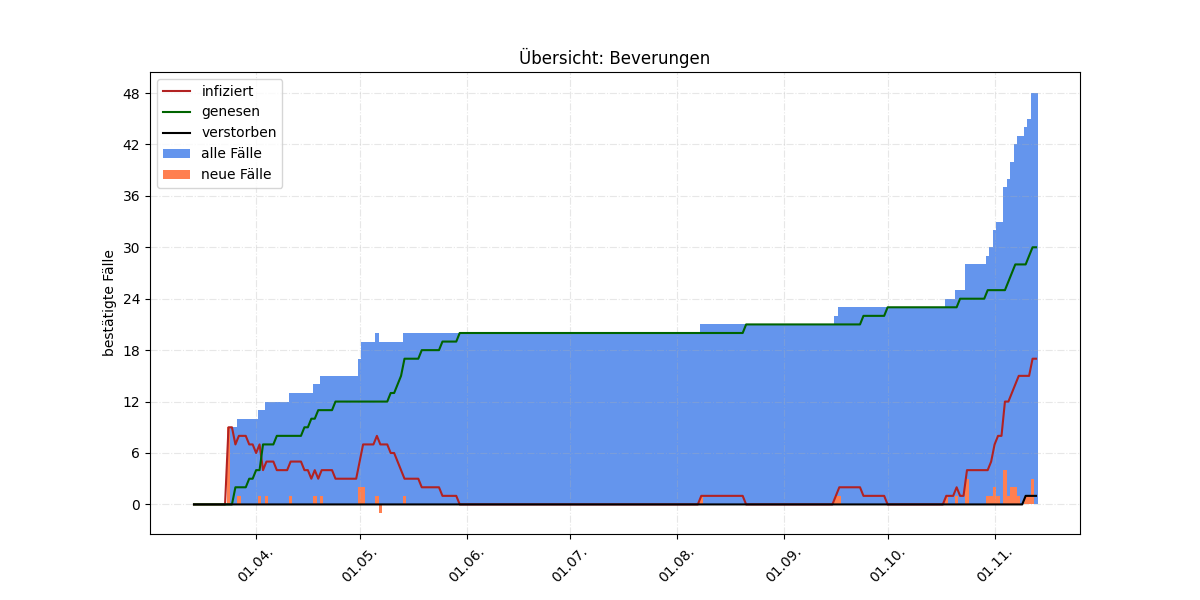 Übersicht: Beverungen
infiziert
genesen
verstorben
alle Fälle
neue Fälle
bestätigte Fälle
48
42
36
30
24
18
12
6
0
01.04.
01.05.
01.06.
01.07.
01.08.
01.09.
01.10.
01.11.